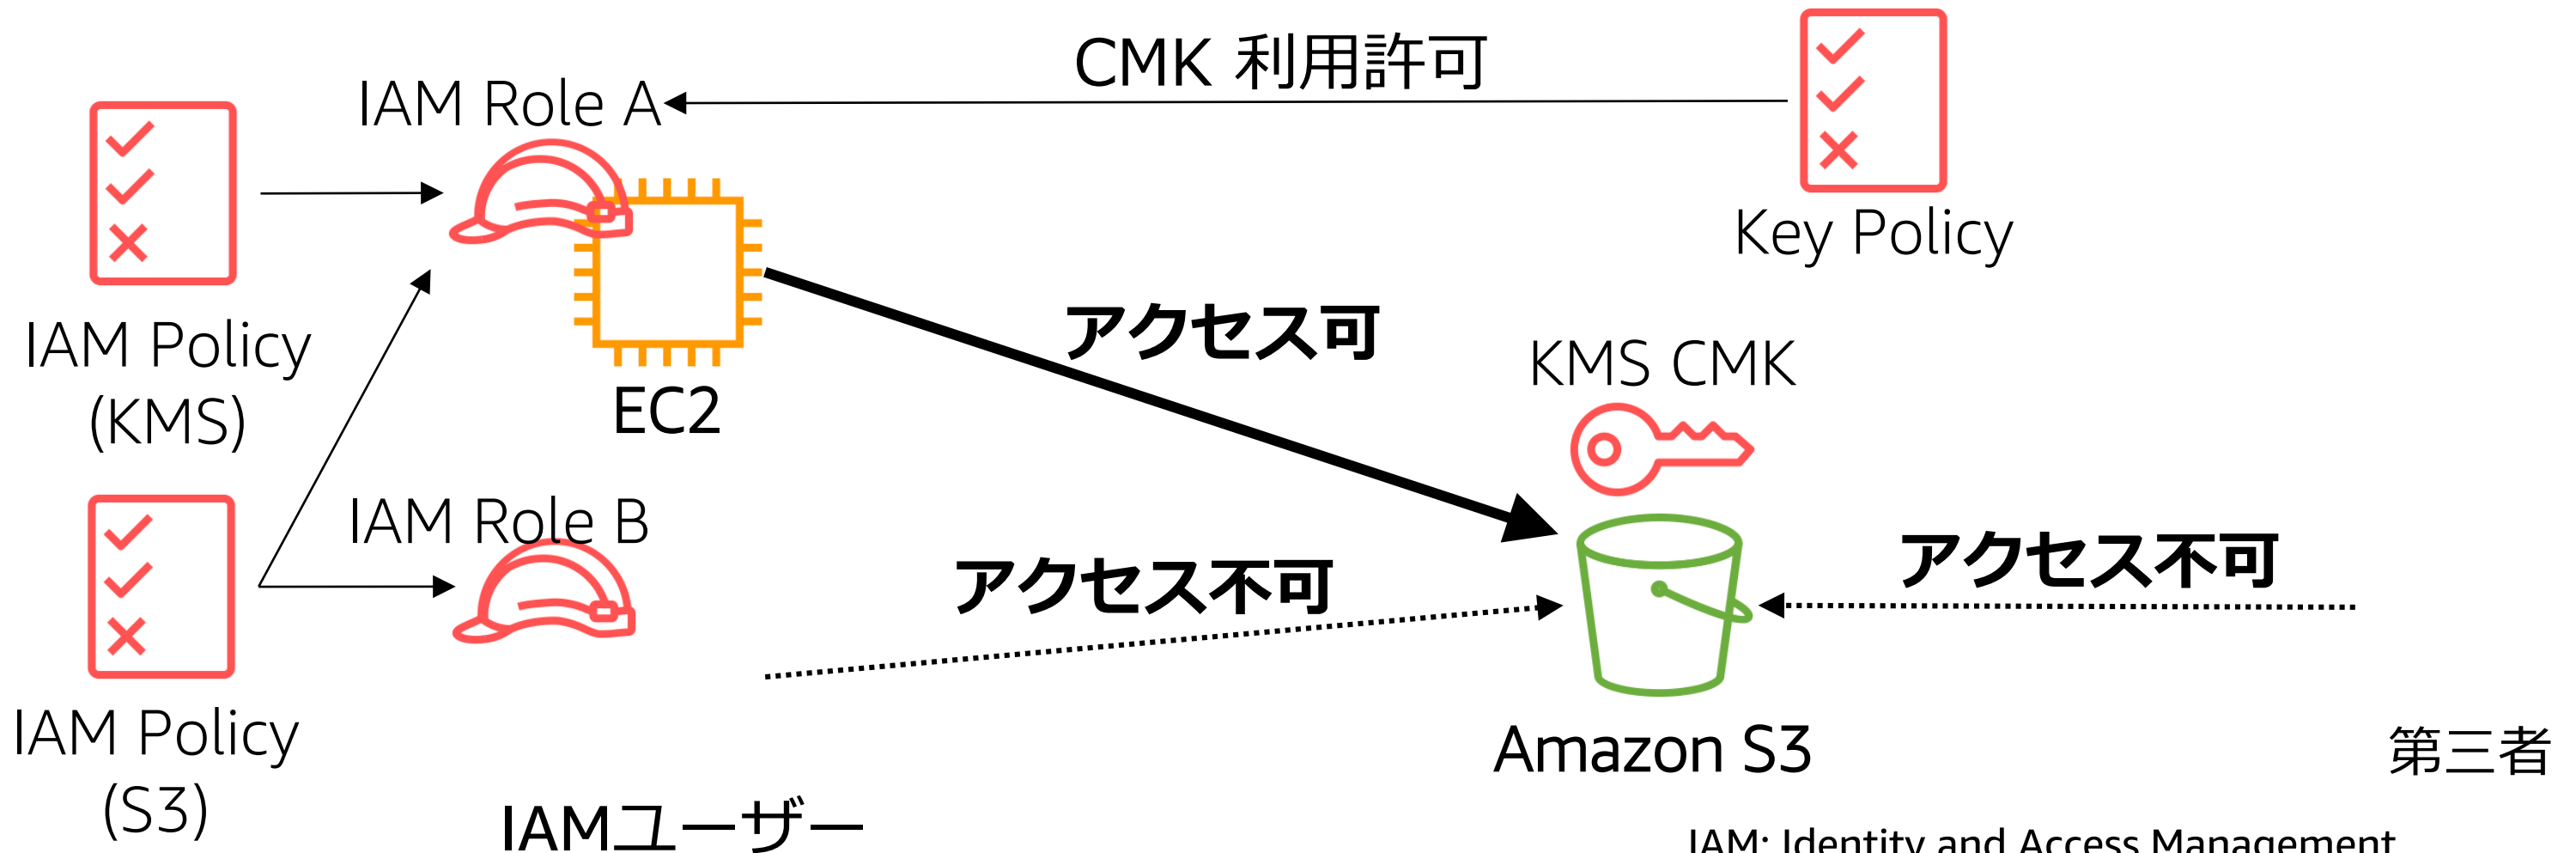 CMK 利用許可
IAM Role A
Key Policy
IAM Policy
(KMS)
アクセス可
KMS CMK
EC2
IAM Role B
アクセス不可
アクセス不可
IAM Policy
(S3)
Amazon S3
第三者
IAMユーザー
IAM: Identity and Access Management